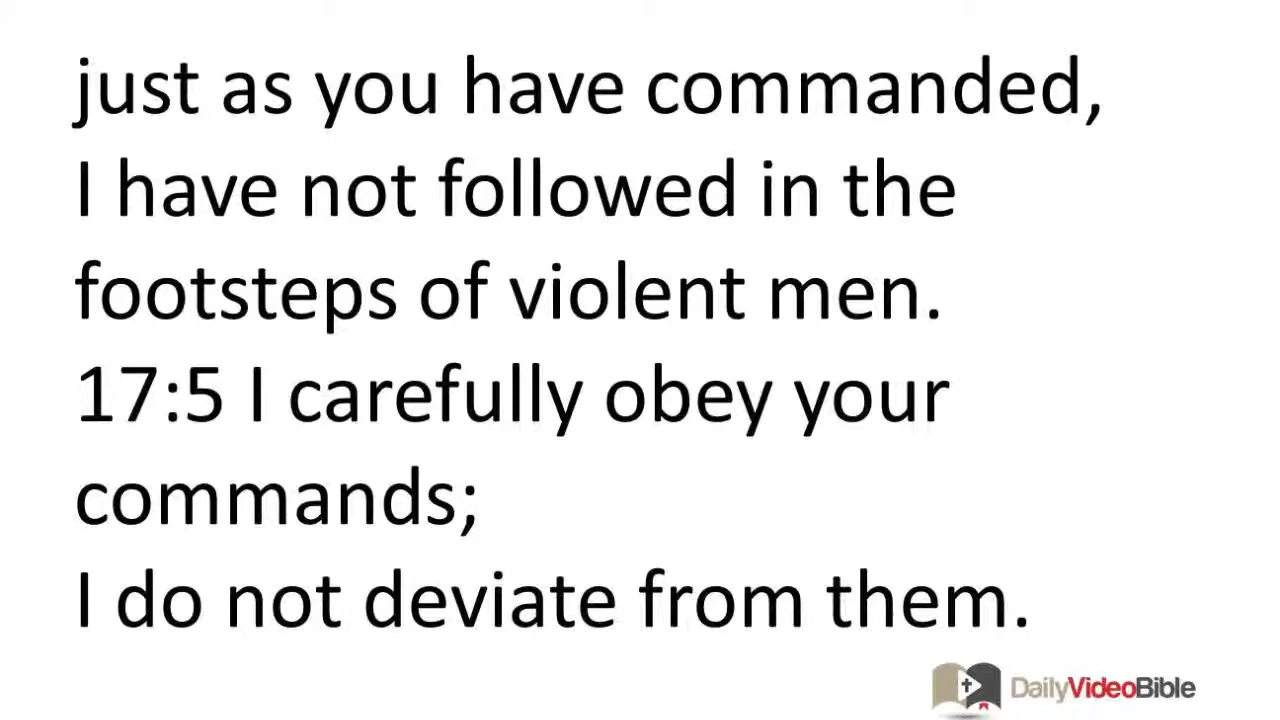 just as you have commanded,
I have not followed in the
footsteps of violent men.
17:5 I carefully obey your
commands;
I do not deviate from them.
DailyVideoBible